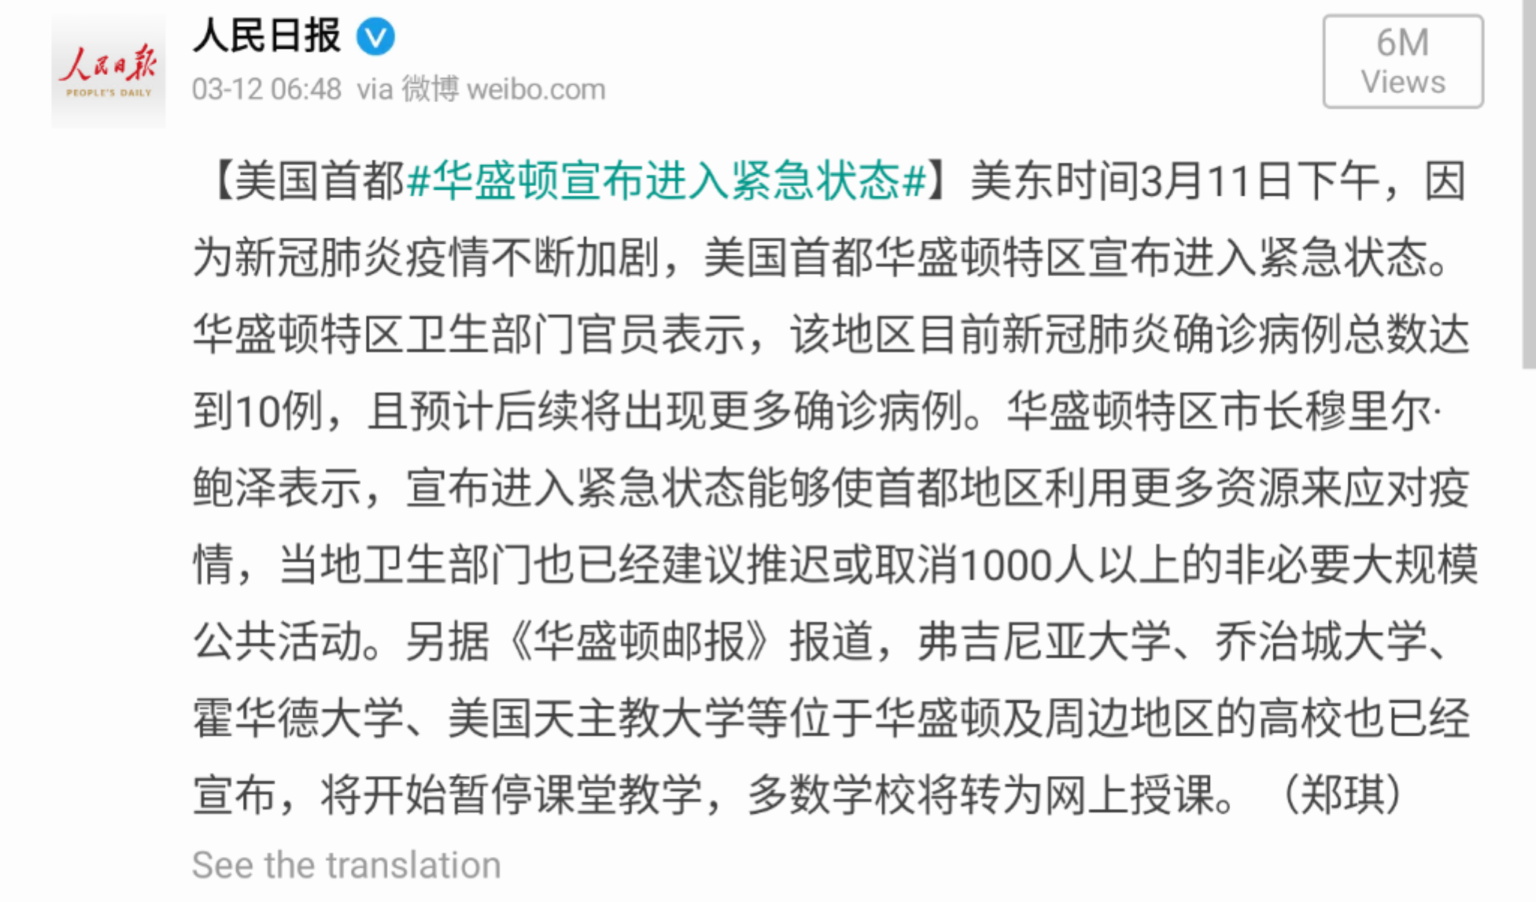 人民日报
PEOPLE'S DAILY
人民日报
03-12 06:48 via 微博 weibo.com
6M
Views
【美国首都#华盛顿宣布进入紧急状态#】美东时间3月11日下午，因
为新冠肺炎疫情不断加剧，美国首都华盛顿特区宣布进入紧急状态。
华盛顿特区卫生部门官员表示，该地区目前新冠肺炎确诊病例总数达
到10例，且预计后续将出现更多确诊病例。华盛顿特区市长穆里尔·
鲍泽表示，宣布进入紧急状态能够使首都地区利用更多资源来应对疫
情，当地卫生部门也已经建议推迟或取消1000人以上的非必要大规模
公共活动。另据《华盛顿邮报》报道，弗吉尼亚大学、乔治城大学、
霍华德大学、美国天主教大学等位于华盛顿及周边地区的高校也已经
宣布，将开始暂停课堂教学，多数学校将转为网上授课。（郑琪）
See the translation